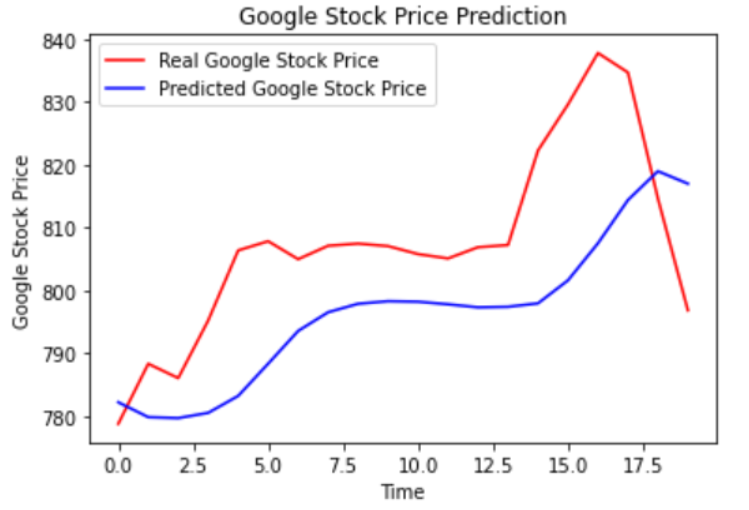 Google Stock Price Prediction
Real Google Stock Price
Predicted Google Stock Price
840
830
820
810
800
790
780
Google Stock Price
0.0 2.5 5.0 7.5 10.0 12.5 15.0 17.5
Time